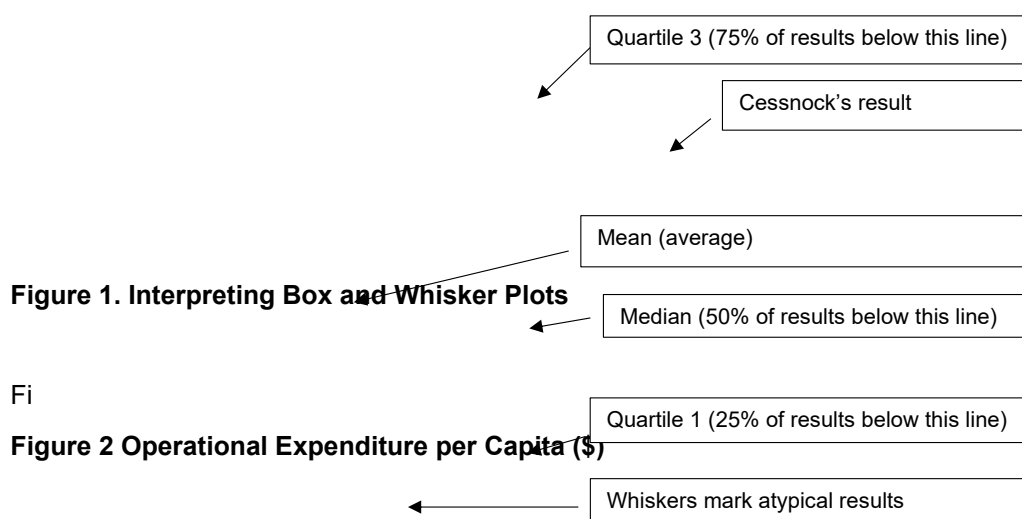 Quartile 3 (75% of results below this line)
Cessnock’s result
Mean (average)
Figure 1. Interpreting Box and Whisker Plots
Median (50% of results below this line)
Fi
Quartile 1 (25% of results below this line)
Figure 2 Operational Expenditure per Capita ($)
Whiskers mark atypical results